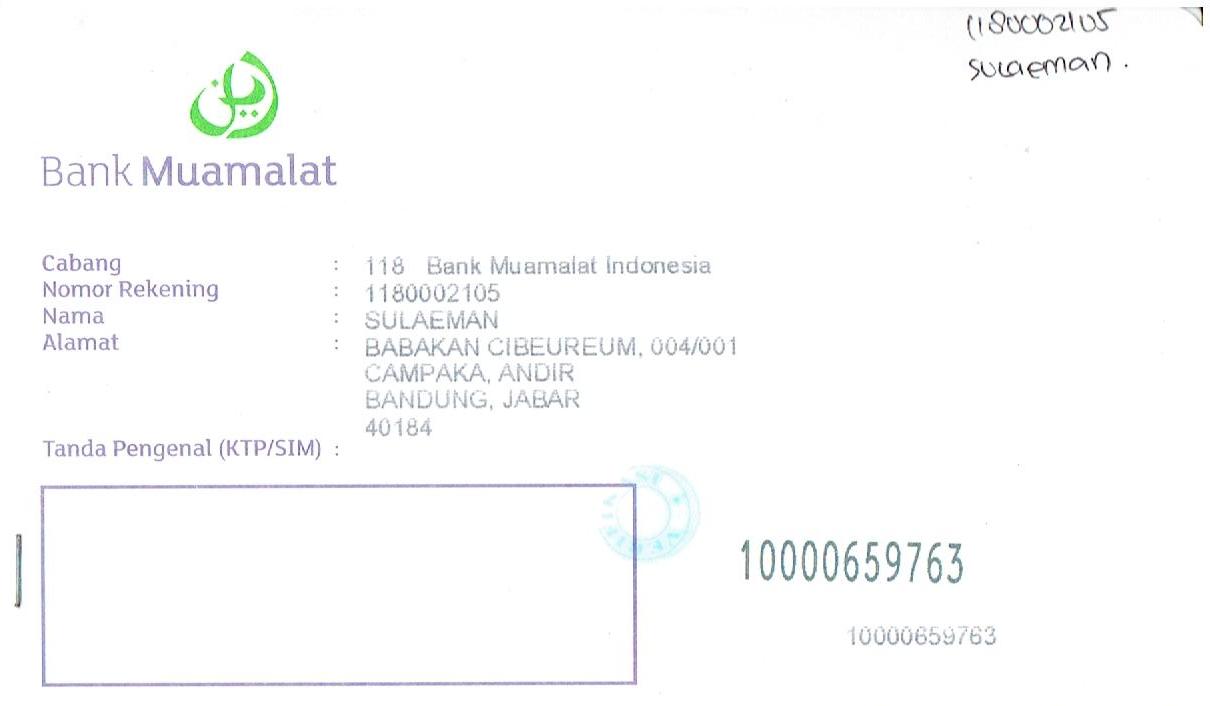 1180002105
sulaeman.
Bank Muamalat
Cabang : 118 Bank Muamalat Indonesia
Nomor Rekening : 1180002105
Nama : SULAEMAN
Alamat : BABAKAN CIBEUREUM, 004/001
CAMPAKA, ANDIR
BANDUNG, JABAR
40184
Tanda Pengenal (KTP/SIM) :
10000659763
10000659763